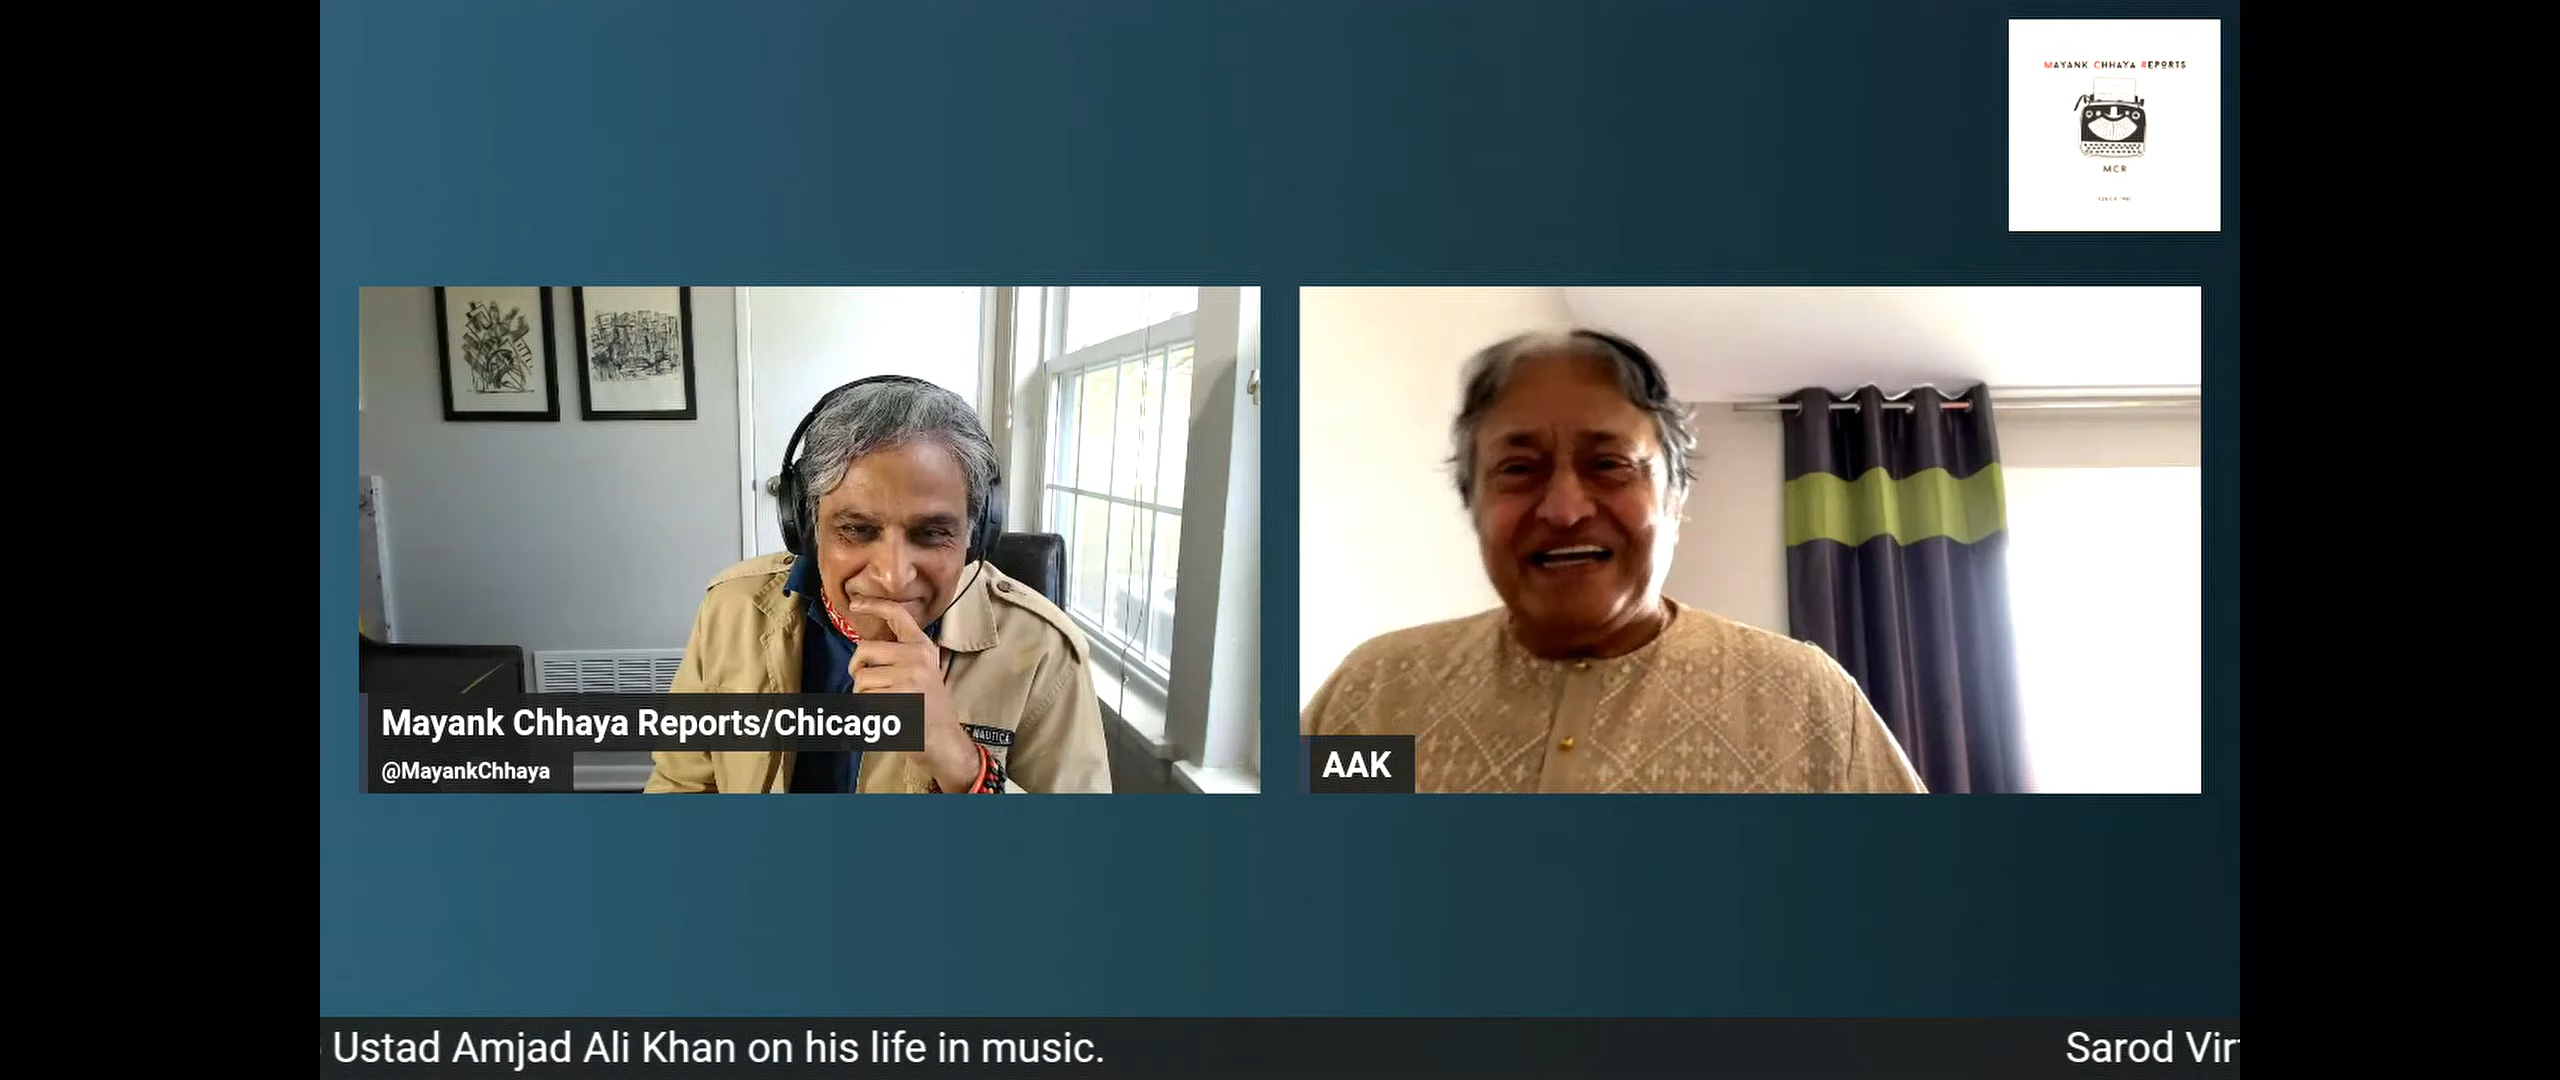 MAYANK CHHAYA REPORTS
MCR
NAUTICA
Mayank Chhaya Reports/Chicago
@MayankChhaya
AAK
Ustad Amjad Ali Khan on his life in music.
Sarod Vir